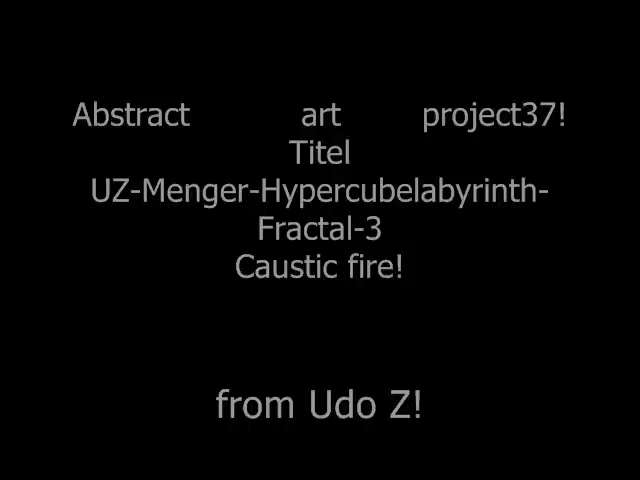 Abstract art project37!
Titel
UZ-Menger-Hypercubelabyrinth-
Fractal-3
Caustic fire!
from Udo Z!